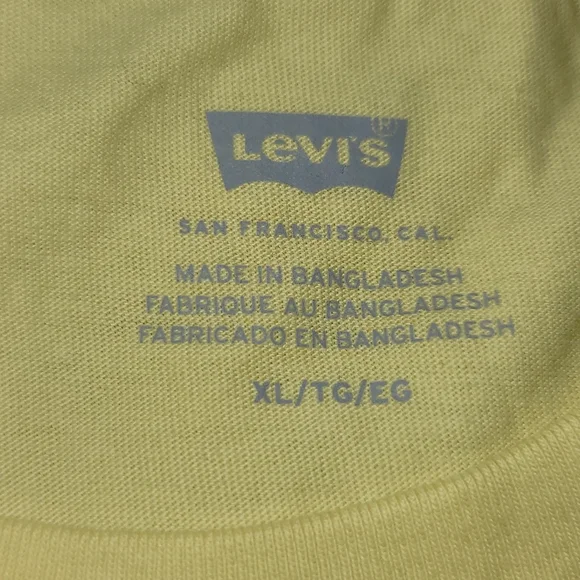 Levi's®
SAN FRANCISCO, CAL.
MADE IN BANGLADESH
FABRIQUE AU BANGLADESH
FABRICADO EN BANGLADESH
XL/TG/EG